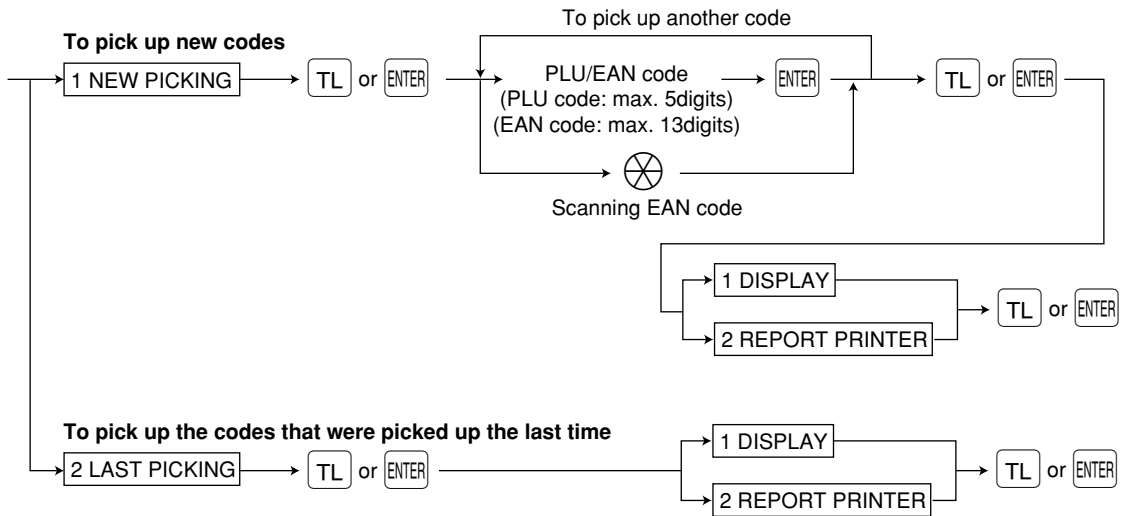 To pick up another code
To pick up new codes
1 NEW PICKING TL or ENTER PLU/EAN code ENTER TL or ENTER
(PLU code: max. 5digits)
(EAN code: max. 13digits)
Scanning EAN code
1 DISPLAY
TL or ENTER
2 REPORT PRINTER
To pick up the codes that were picked up the last time
1 DISPLAY
2 LAST PICKING TL or ENTER TL or ENTER
2 REPORT PRINTER